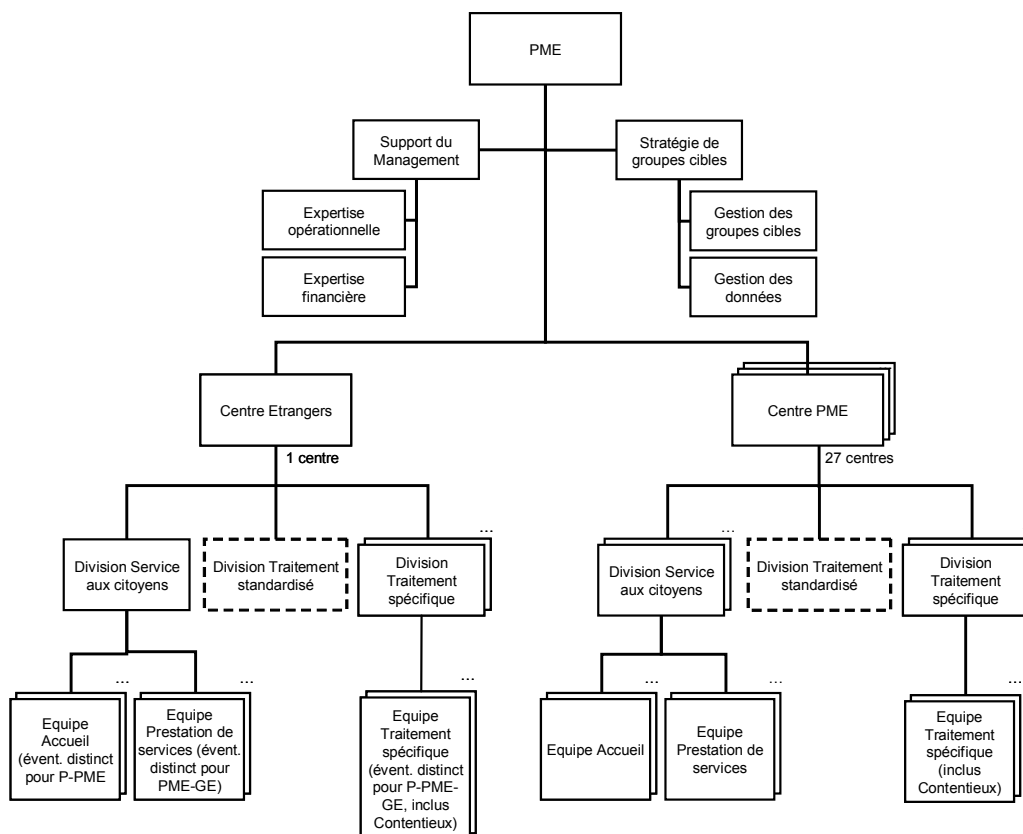 PME
Support du
Management
Stratégie de
groupes cibles
Expertise
opérationnelle
Gestion des
groupes cibles
Expertise
financière
Gestion des
données
Centre Etrangers
Centre PME
1 centre
27 centres
...
...
...
Division Service
aux citoyens
Division Traitement
standardisé
Division
Traitement
spécifique
Division Service
aux citoyens
Division Traitement
standardisé
Division
Traitement
spécifique
...
...
...
...
...
...
Equipe
Accueil
(évent. distinct
pour P-PME
Equipe
Prestation de
services (évent.
distinct pour
PME-GE)
Equipe
Traitement
spécifique
(évent. distinct
pour P-PME-
GE, inclus
Contentieux)
Equipe Accueil
Equipe
Prestation de
services
Equipe
Traitement
spécifique
(inclus
Contentieux)